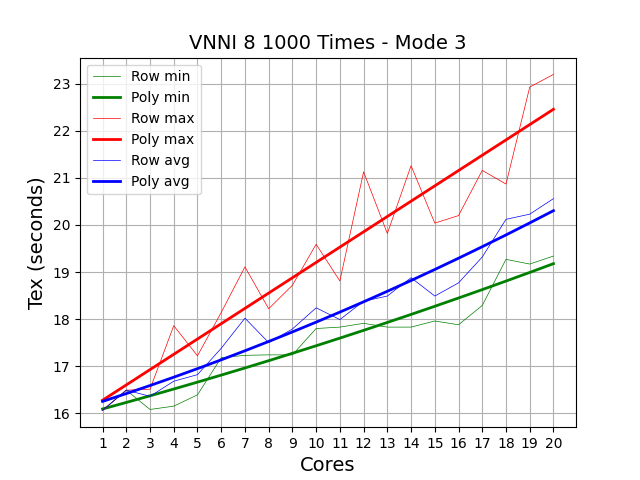 VNNI 8 1000 Times - Mode 3
Row min
Poly min
Row max
Poly max
Row avg
Poly avg
Tex (seconds)
23
22
21
20
19
18
17
16
1 2 3 4 5 6 7 8 9 10 11 12 13 14 15 16 17 18 19 20
Cores